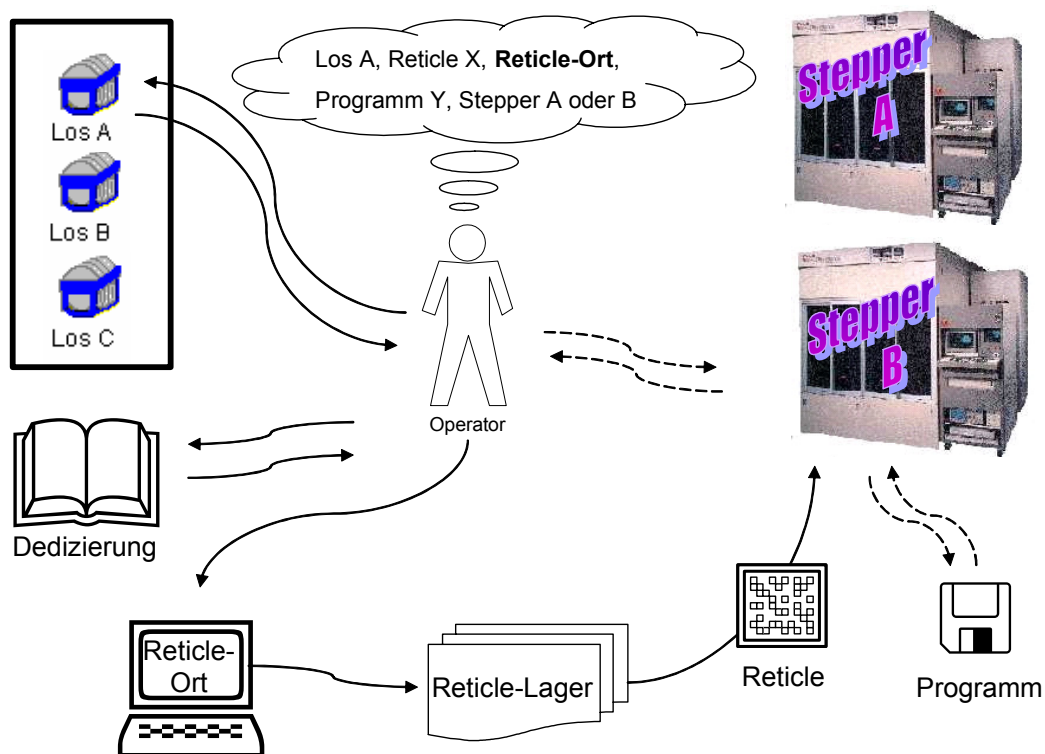 Los A, Reticle X, Reticle-Ort,
Programm Y, Stepper A oder B
Los A
Los B
Los C
Stepper
A
Stepper
B
Operator
Dedizierung
Reticle-
Ort
Reticle-Lager
Reticle
Programm